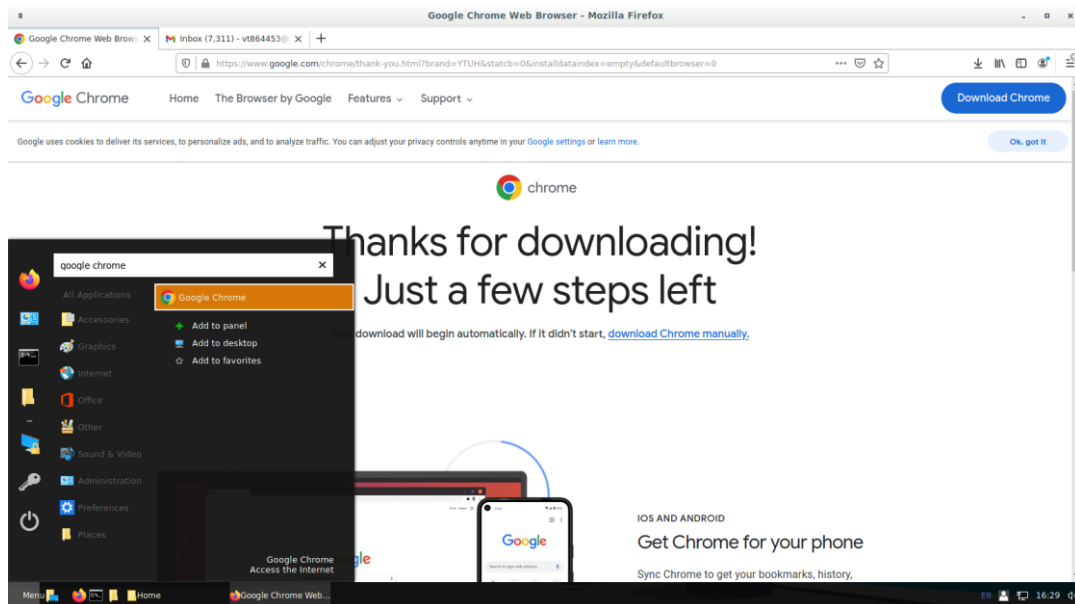 Google Chrome Web Browser - Mozilla Firefox
Google Chrome Web Brows
Inbox (7,311) - vt864453@
https://www.google.com/chrome/thank-you.html?brand=YTUH&statcb=0&installdataindex=empty&defaultbrowser=0
Google Chrome
Home
The Browser by Google
Features
Support
Download Chrome
Google uses cookies to deliver its services, to personalize ads, and to analyze traffic. You can adjust your privacy controls anytime in your Google settings or learn more.
Ok, got it
chrome
Thanks for downloading!
Just a few steps left
download will begin automatically. If it didn't start, download Chrome manually.
google chrome
All Applications
Accessories
Graphics
Internet
Office
Other
Sound & Video
Administration
Preferences
Places
Google Chrome
Add to panel
Add to desktop
Add to favorites
Google Chrome
Access the Internet
gle
Google
Search or type web address
IOS AND ANDROID
Get Chrome for your phone
Sync Chrome to get your bookmarks, history,
Menu
Home
Google Chrome Web...
EN
16:29